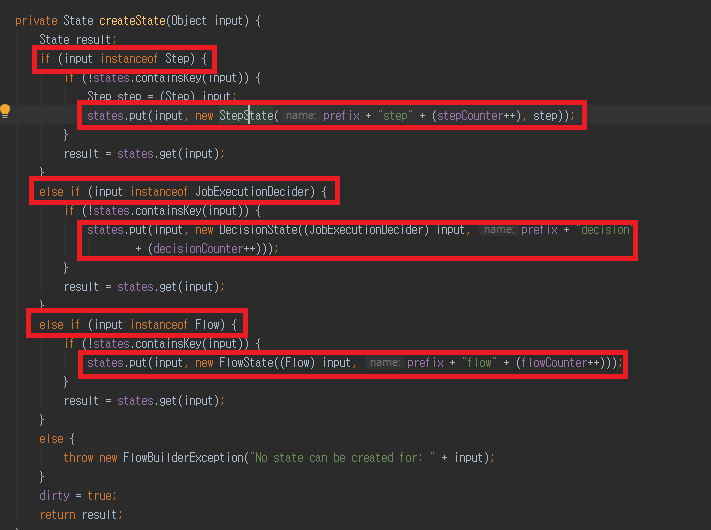 private State createState(Object input) {
State result;
if (input instanceof Step) {
if (!states.containsKey(input)) {
Step step = (Step) input;
states.put(input, new StepState( name: prefix + "step" + (stepCounter++), step));
}
result = states.get(input);
}
else if (input instanceof JobExecutionDecider) {
if (!states.containsKey(input)) {
states.put(input, new DecisionState((JobExecutionDecider) input, name: prefix + "decision"
+ (decisionCounter++)));
}
result = states.get(input);
}
else if (input instanceof Flow) {
if (!states.containsKey(input)) {
states.put(input, new FlowState((Flow) input, name: prefix + "flow" + (flowCounter++)));
}
result = states.get(input);
}
else {
throw new FlowBuilderException("No state can be created for: " + input);
}
dirty = true;
return result;
}